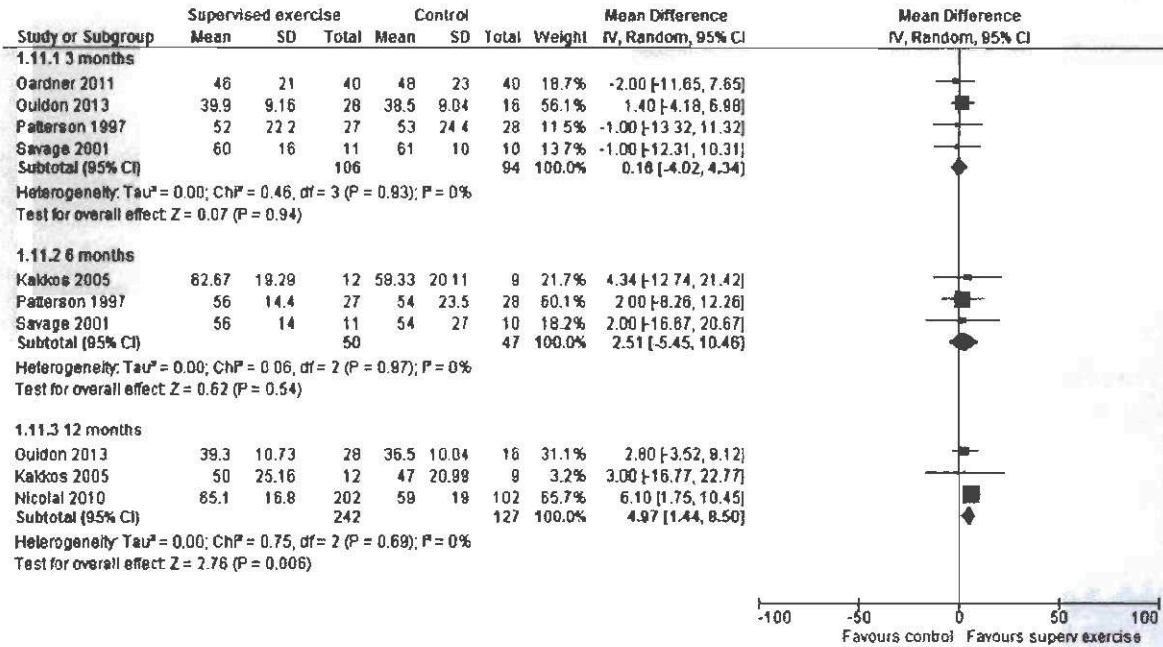 Supervised exercise Control Mean Difference Mean Difference
Study or Subgroup Mean SD Total Mean SD Total Weight IV, Random, 95% CI IV, Random, 95% CI
1.11.1 3 months
Gardner 2011 46 21 40 48 23 40 18.7% -2.00 [-11.65, 7.65]
Guidon 2013 39.9 9.16 28 38.5 9.04 16 56.1% 1.40 [-4.18, 6.98]
Patterson 1997 52 22.2 27 53 24.4 28 11.5% -1.00 [-13.32, 11.32]
Savage 2001 60 16 11 61 10 10 13.7% -1.00 [-12.31, 10.31]
Subtotal (95% CI) 106 94 100.0% 0.16 [-4.02, 4.34]
Heterogeneity: Tau² = 0.00; Chi² = 0.46, df = 3 (P = 0.93); I² = 0%
Test for overall effect: Z = 0.07 (P = 0.94)
1.11.2 6 months
Kakkos 2005 62.67 19.29 12 58.33 20.11 9 21.7% 4.34 [-12.74, 21.42]
Patterson 1997 56 14.4 27 54 23.5 28 60.1% 2.00 [-8.26, 12.26]
Savage 2001 56 14 11 54 27 10 18.2% 2.00 [-16.67, 20.67]
Subtotal (95% CI) 50 47 100.0% 2.51 [-5.45, 10.46]
Heterogeneity: Tau² = 0.00; Chi² = 0.06, df = 2 (P = 0.97); I² = 0%
Test for overall effect: Z = 0.62 (P = 0.54)
1.11.3 12 months
Guidon 2013 39.3 10.73 28 36.5 10.04 16 31.1% 2.80 [-3.52, 9.12]
Kakkos 2005 50 25.16 12 47 20.99 9 3.2% 3.00 [-16.77, 22.77]
Nicolai 2010 65.1 16.8 202 59 19 102 65.7% 6.10 [1.75, 10.45]
Subtotal (95% CI) 242 127 100.0% 4.97 [1.44, 8.50]
Heterogeneity: Tau² = 0.00; Chi² = 0.75, df = 2 (P = 0.69); I² = 0%
Test for overall effect: Z = 2.76 (P = 0.006)
-100 -50 0 50 100
Favours control Favours superv exercise